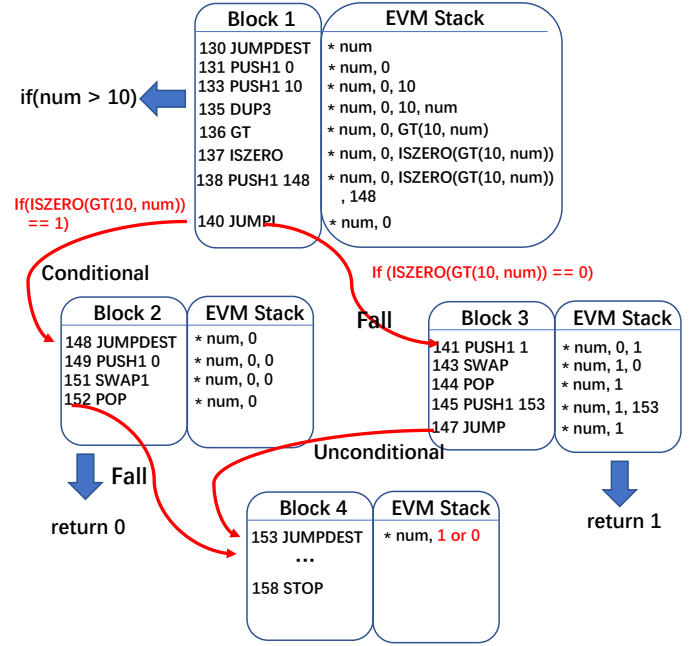 Block 1 EVM Stack
130 JUMPDEST * num
131 PUSH1 0 * num, 0
133 PUSH1 10 * num, 0, 10
135 DUP3 * num, 0, 10, num
136 GT * num, 0, GT(10, num)
137 ISZERO * num, 0, ISZERO(GT(10, num))
138 PUSH1 148 * num, 0, ISZERO(GT(10, num))
, 148
140 JUMPI * num, 0
if(num > 10)
If(ISZERO(GT(10, num))
== 1)
Conditional
If (ISZERO(GT(10, num)) == 0)
Fall
Block 2 EVM Stack
148 JUMPDEST * num, 0
149 PUSH1 0 * num, 0, 0
151 SWAP1 * num, 0, 0
152 POP * num, 0
Block 3 EVM Stack
141 PUSH1 1 * num, 0, 1
143 SWAP * num, 1, 0
144 POP * num, 1
145 PUSH1 153 * num, 1, 153
147 JUMP * num, 1
Unconditional
Fall
return 0
return 1
Block 4 EVM Stack
153 JUMPDEST * num, 1 or 0
...
158 STOP